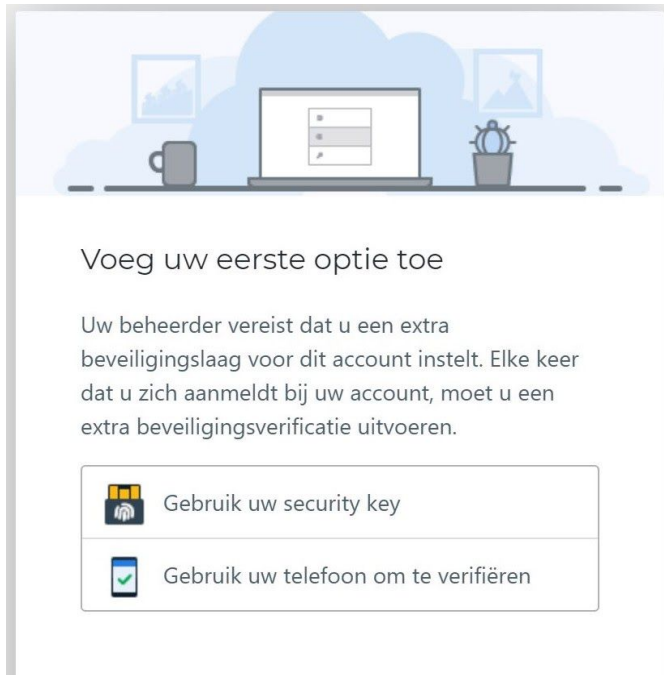 Voeg uw eerste optie toe
Uw beheerder vereist dat u een extra
beveiligingslaag voor dit account instelt. Elke keer
dat u zich aanmeldt bij uw account, moet u een
extra beveiligingsverificatie uitvoeren.
Gebruik uw security key
Gebruik uw telefoon om te verifiëren